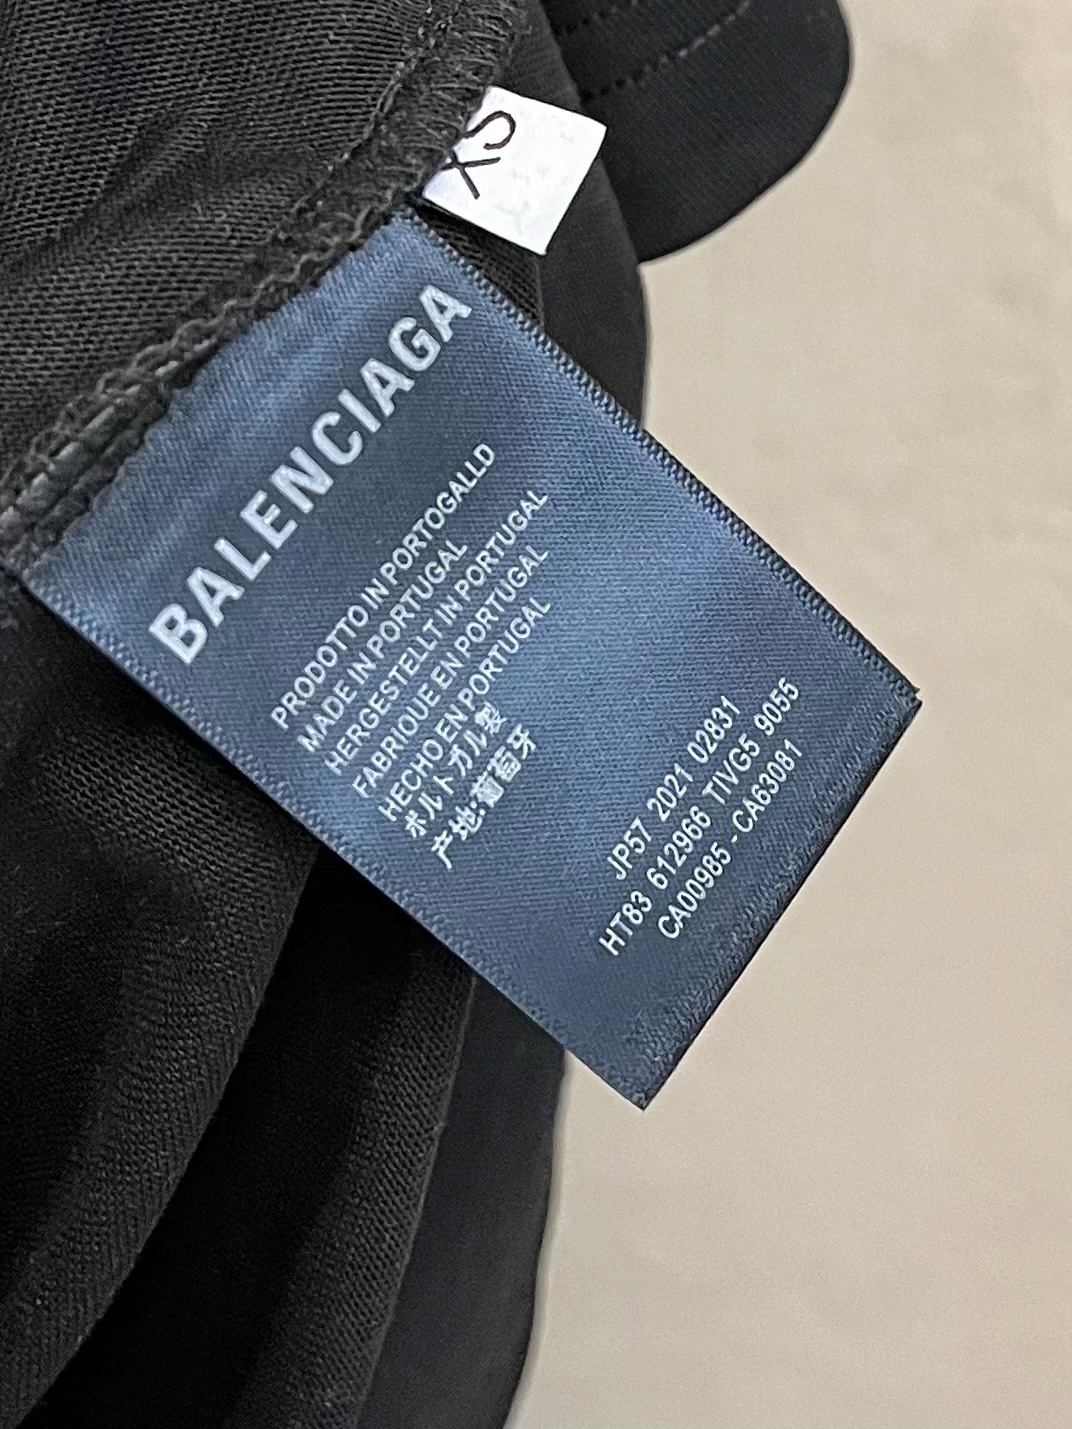 XS
BALENCIAGA
PRODOTTO IN PORTOGALLD
MADE IN PORTUGAL
HERGESTELLT IN PORTUGAL
FABRIQUE EN PORTUGAL
HECHO EN PORTUGAL
ポルトガル製
产地:葡萄牙
JP57 2021 02831
HT83 612966 TIVG5 9055
CA00985 - CA63081